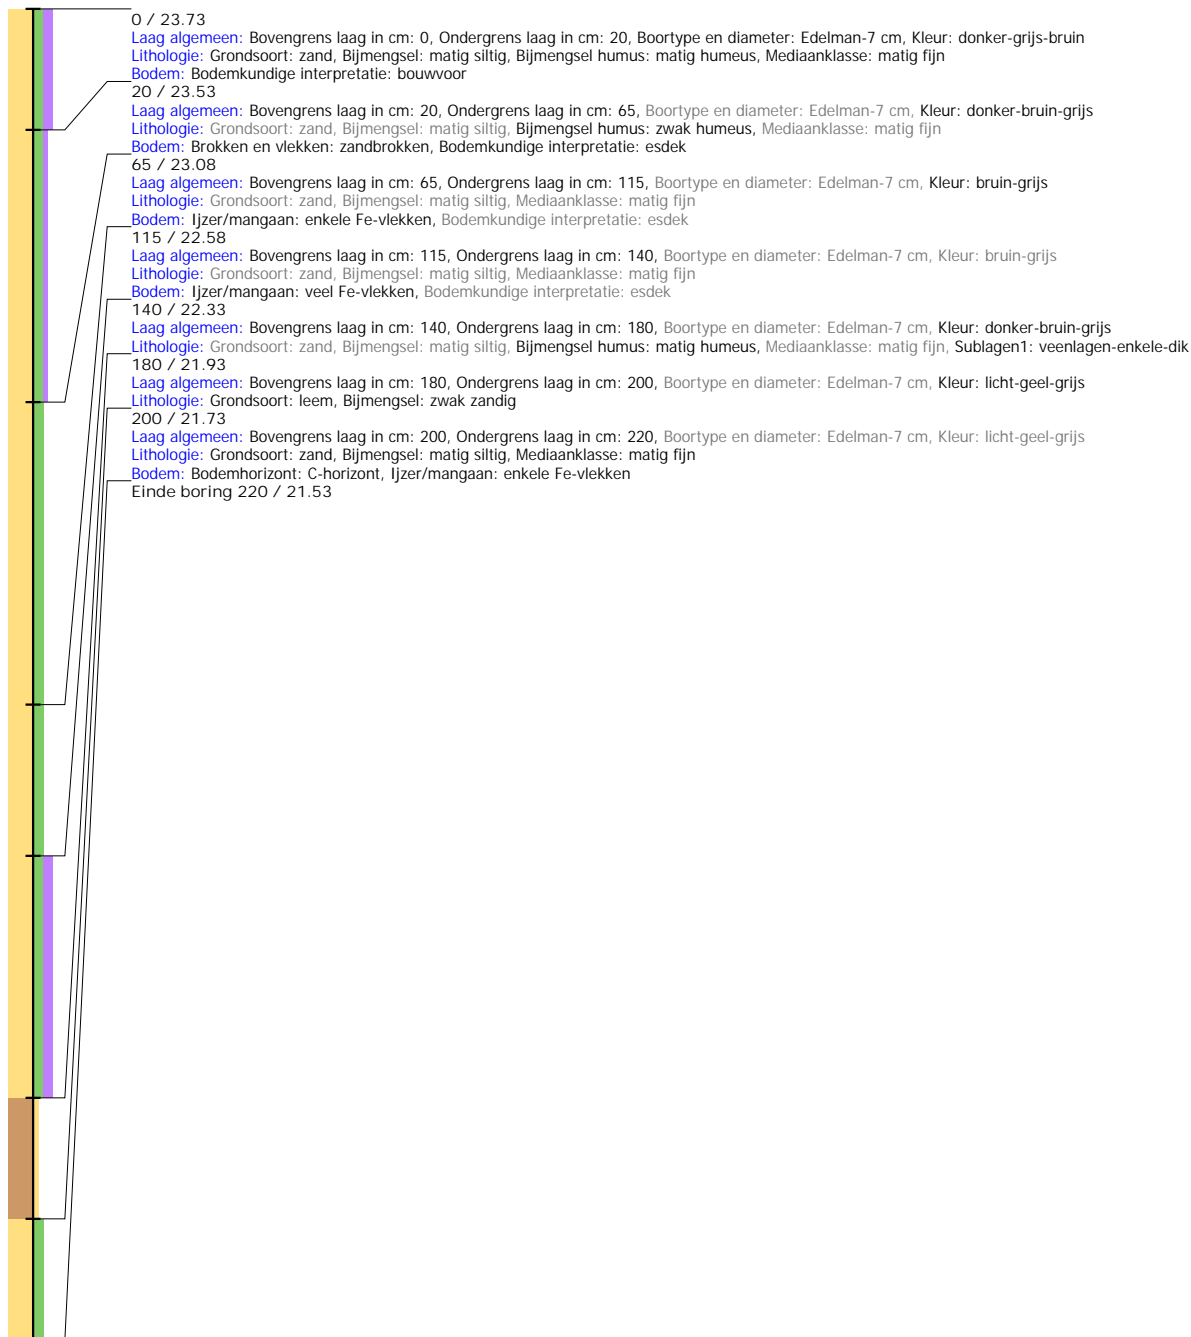 0 / 23.73
Laag algemeen: Bovengrens laag in cm: 0, Ondergrens laag in cm: 20, Boortype en diameter: Edelman-7 cm, Kleur: donker-grijs-bruin
Lithologie: Grondsoort: zand, Bijmengsel: matig siltig, Bijmengsel humus: matig humeus, Mediaanklasse: matig fijn
Bodem: Bodemkundige interpretatie: bouwvoor
20 / 23.53
Laag algemeen: Bovengrens laag in cm: 20, Ondergrens laag in cm: 65, Boortype en diameter: Edelman-7 cm, Kleur: donker-bruin-grijs
Lithologie: Grondsoort: zand, Bijmengsel: matig siltig, Bijmengsel humus: zwak humeus, Mediaanklasse: matig fijn
Bodem: Brokken en vlekken: zandbrokken, Bodemkundige interpretatie: esdek
65 / 23.08
Laag algemeen: Bovengrens laag in cm: 65, Ondergrens laag in cm: 115, Boortype en diameter: Edelman-7 cm, Kleur: bruin-grijs
Lithologie: Grondsoort: zand, Bijmengsel: matig siltig, Mediaanklasse: matig fijn
Bodem: Ijzer/mangaan: enkele Fe-vlekken, Bodemkundige interpretatie: esdek
115 / 22.58
Laag algemeen: Bovengrens laag in cm: 115, Ondergrens laag in cm: 140, Boortype en diameter: Edelman-7 cm, Kleur: bruin-grijs
Lithologie: Grondsoort: zand, Bijmengsel: matig siltig, Mediaanklasse: matig fijn
Bodem: Ijzer/mangaan: veel Fe-vlekken, Bodemkundige interpretatie: esdek
140 / 22.33
Laag algemeen: Bovengrens laag in cm: 140, Ondergrens laag in cm: 180, Boortype en diameter: Edelman-7 cm, Kleur: donker-bruin-grijs
Lithologie: Grondsoort: zand, Bijmengsel: matig siltig, Bijmengsel humus: matig humeus, Mediaanklasse: matig fijn, Sublagen1: veenlagen-enkele-dik
180 / 21.93
Laag algemeen: Bovengrens laag in cm: 180, Ondergrens laag in cm: 200, Boortype en diameter: Edelman-7 cm, Kleur: licht-geel-grijs
Lithologie: Grondsoort: leem, Bijmengsel: zwak zandig
200 / 21.73
Laag algemeen: Bovengrens laag in cm: 200, Ondergrens laag in cm: 220, Boortype en diameter: Edelman-7 cm, Kleur: licht-geel-grijs
Lithologie: Grondsoort: zand, Bijmengsel: matig siltig, Mediaanklasse: matig fijn
Bodem: Bodemhorizont: C-horizont, Ijzer/mangaan: enkele Fe-vlekken
Einde boring 220 / 21.53